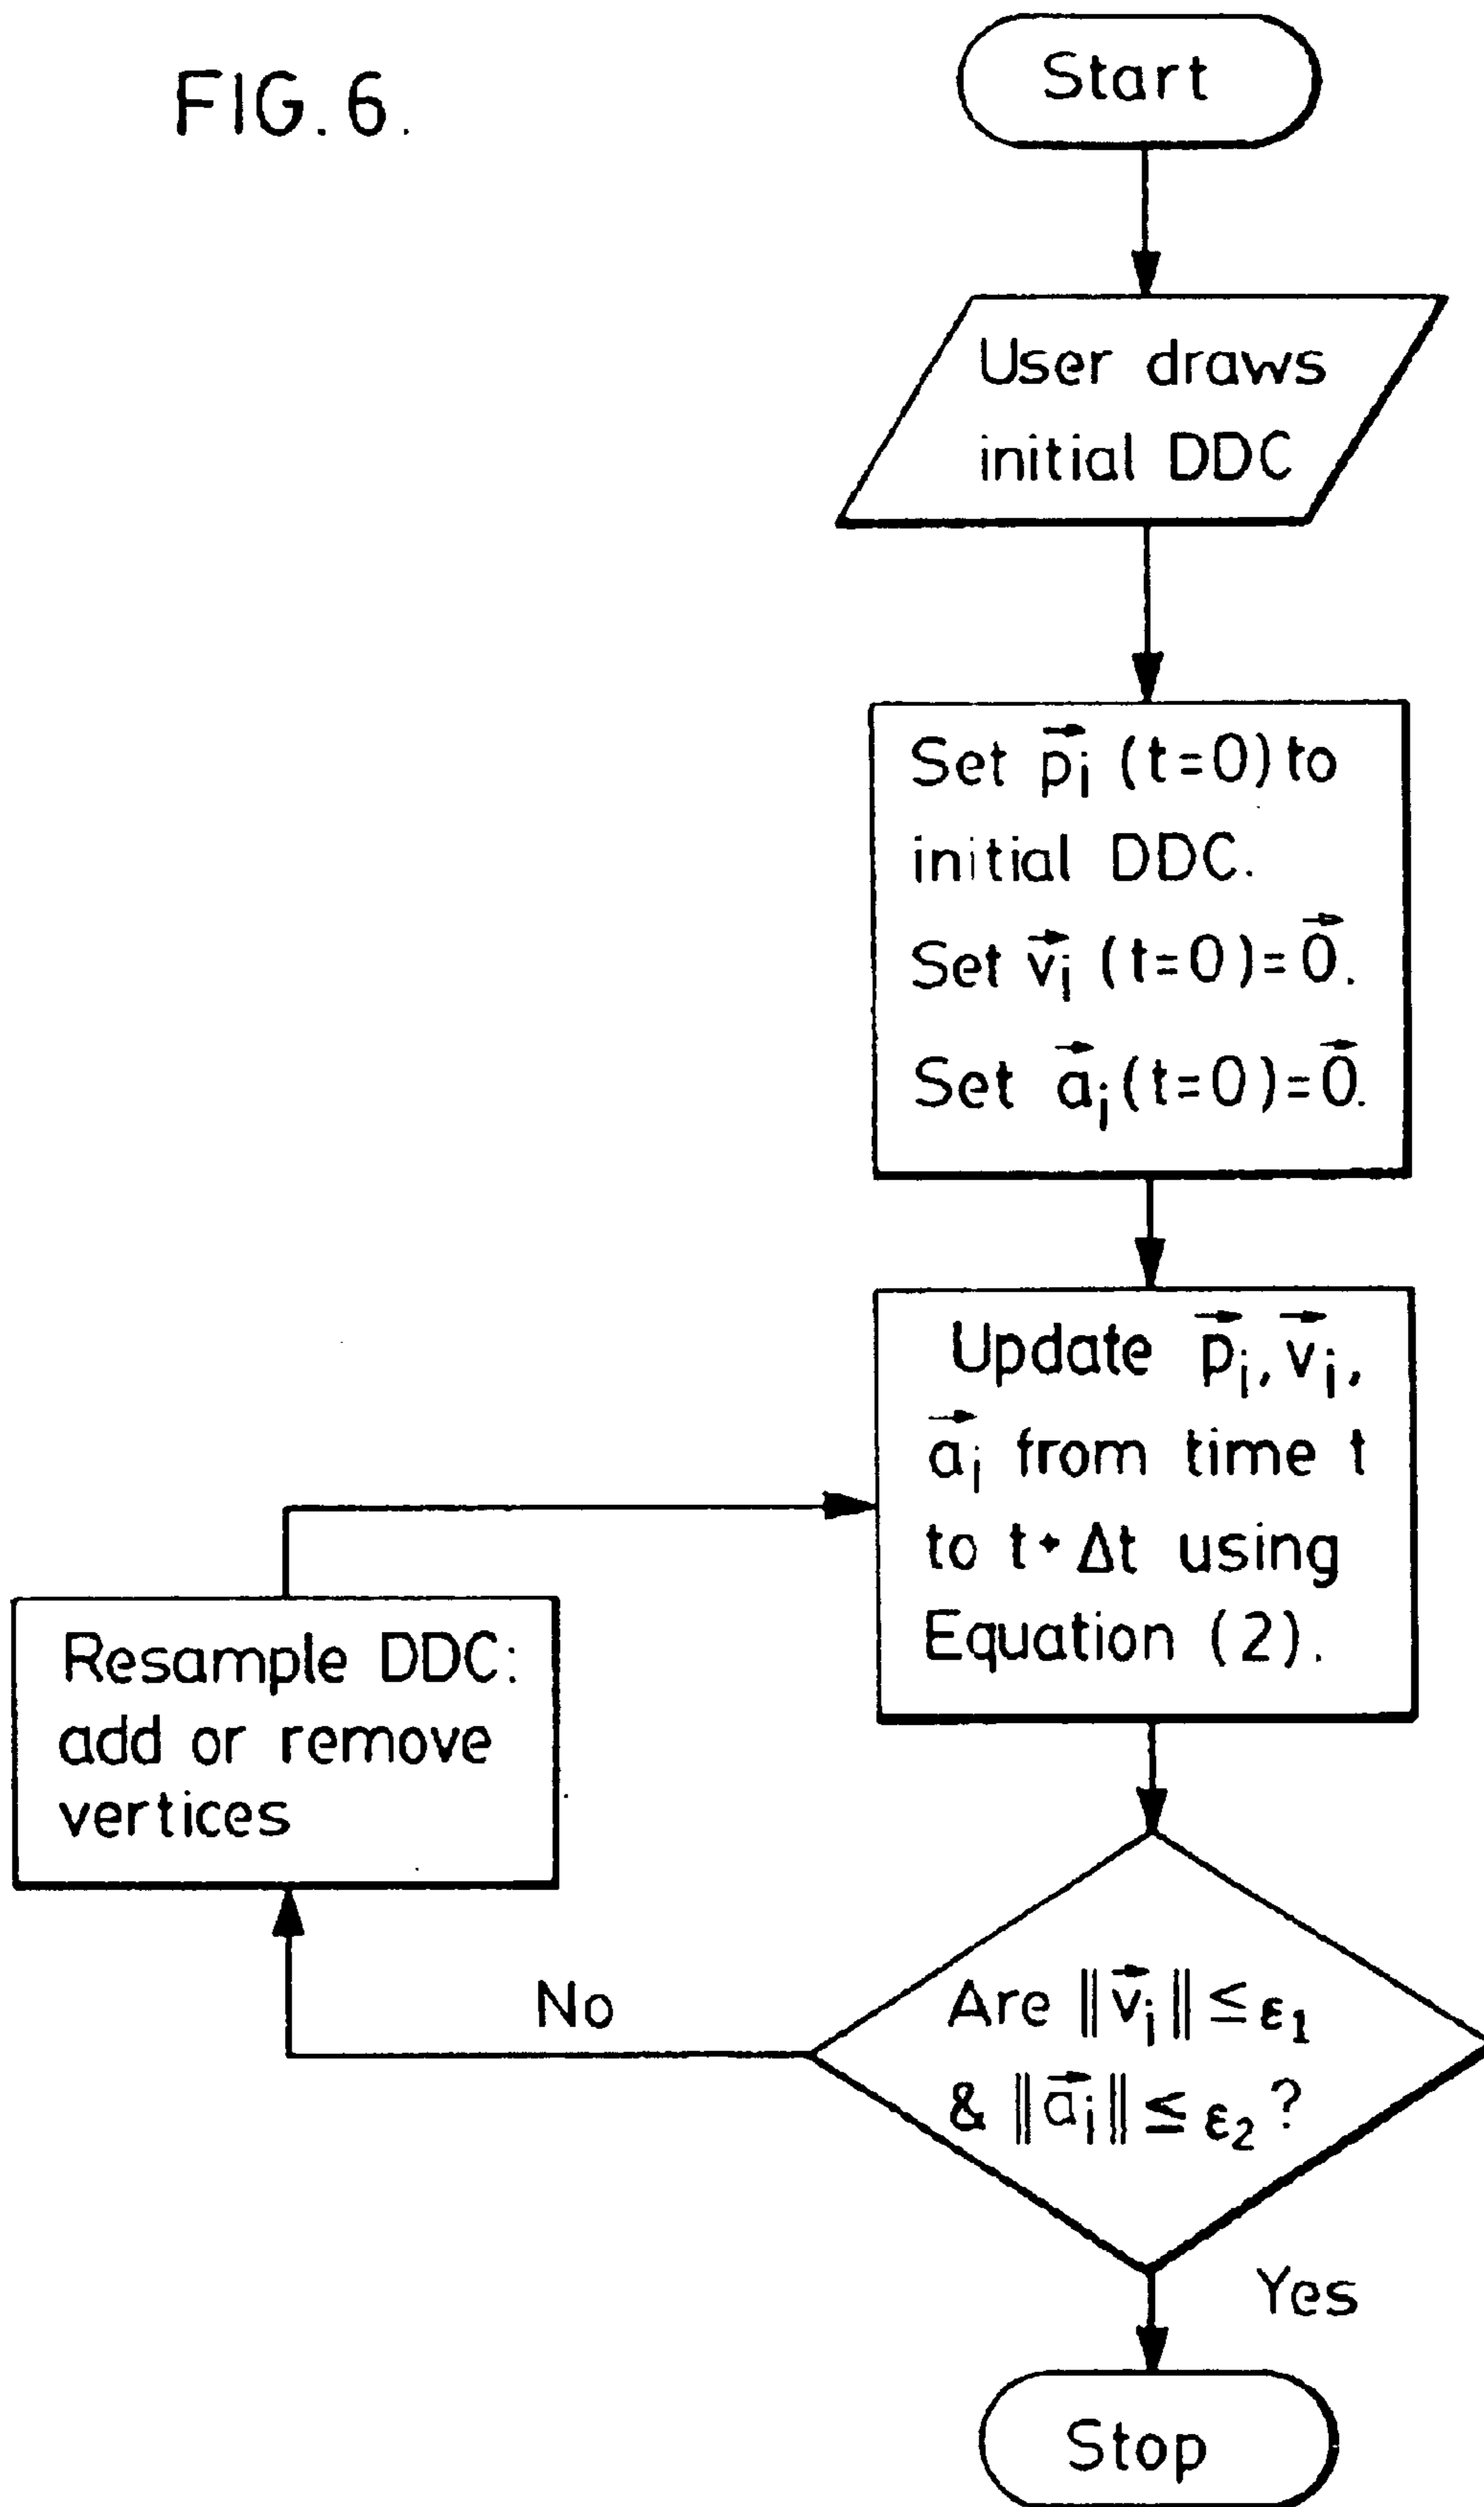 FIG. 6.
Start
User draws
initial DDC
Set p⃗i (t=0) to
initial DDC.
Set v⃗i (t=0)=0⃗.
Set a⃗i (t=0)=0⃗.
Update p⃗i, v⃗i,
a⃗i from time t
to t+Δt using
Equation (2).
Resample DDC:
add or remove
vertices
No
Are ‖v⃗i‖ ≤ ε1
& ‖a⃗i‖ ≤ ε2?
Yes
Stop